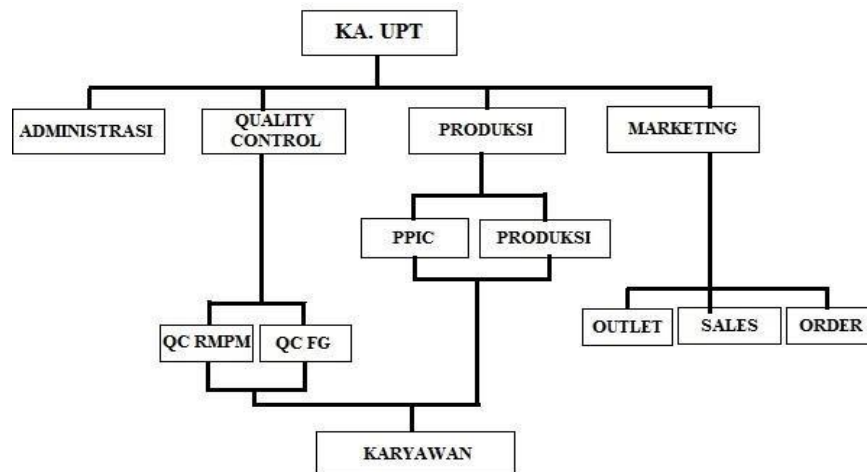 KA. UPT
ADMINISTRASI
QUALITY
CONTROL
PRODUKSI
MARKETING
PPIC
PRODUKSI
OUTLET
SALES
ORDER
QC RMPM
QC FG
KARYAWAN